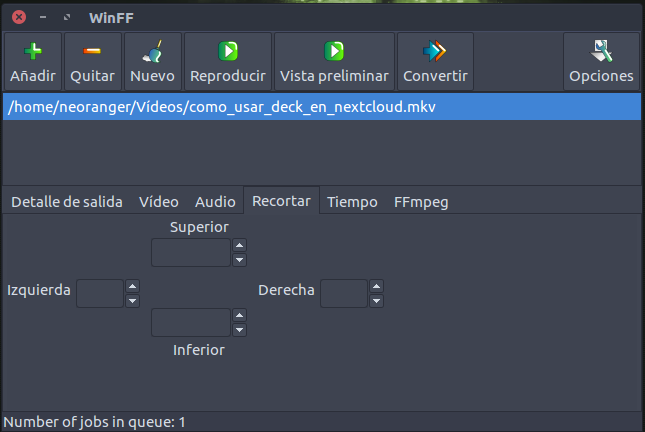 WinFF
Añadir Quitar Nuevo Reproducir Vista preliminar Convertir Opciones
/home/neoranger/Vídeos/como_usar_deck_en_nextcloud.mkv
Detalle de salida Vídeo Audio Recortar Tiempo FFmpeg
Superior
Izquierda Derecha
Inferior
Number of jobs in queue: 1